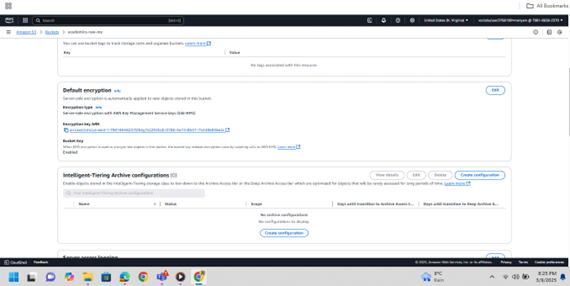 All Bookmarks
Search
[Alt+S]
United States (N. Virginia)
Amazon S3 > Buckets > academics-raw-my
You can use bucket tags to track storage costs and organize buckets. Learn more
Key Value
No tags associated with this resource.
Default encryption Info
Edit
Server-side encryption is automatically applied to new objects stored in this bucket.
Encryption type Info
Server-side encryption with AWS Key Management Service keys (SSE-KMS)
Encryption key ARN
Bucket Key
When KMS encryption is used to encrypt new objects in this bucket, the bucket key reduces encryption costs by lowering calls to AWS KMS. Learn more
Enabled
Intelligent-Tiering Archive configurations (0)
View details Edit Delete Create configuration
Enable objects stored in the Intelligent-Tiering storage class to tier-down to the Archive Access tier or the Deep Archive Access tier which are optimized for objects that will be rarely accessed for long periods of time. Learn more
Find Intelligent-Tiering Archive configurations
Name Status Scope Days until transition to Archive Access t... Days until transition to Deep Archive A...
No archive configurations
No configurations to display.
Create configuration
Server access logging
Edit
CloudShell Feedback © 2025, Amazon Web Services, Inc. or its affiliates. Privacy Terms Cookie preferences
8°C
Rain
8:23 PM